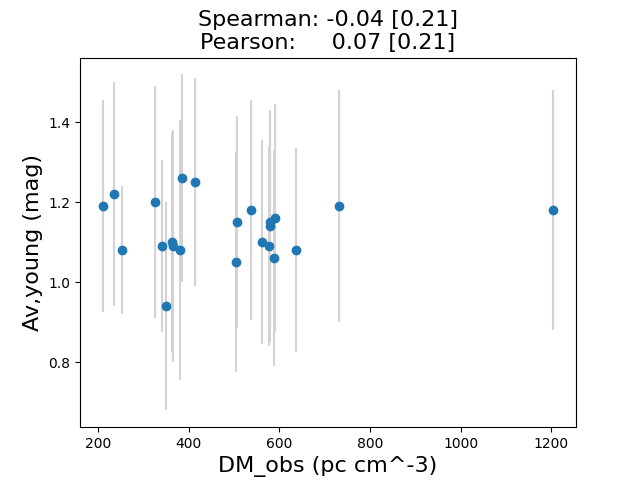 Spearman: -0.04 [0.21]
Pearson: 0.07 [0.21]
Av,young (mag)
1.4
1.2
1.0
0.8
200 400 600 800 1000 1200
DM_obs (pc cm^-3)